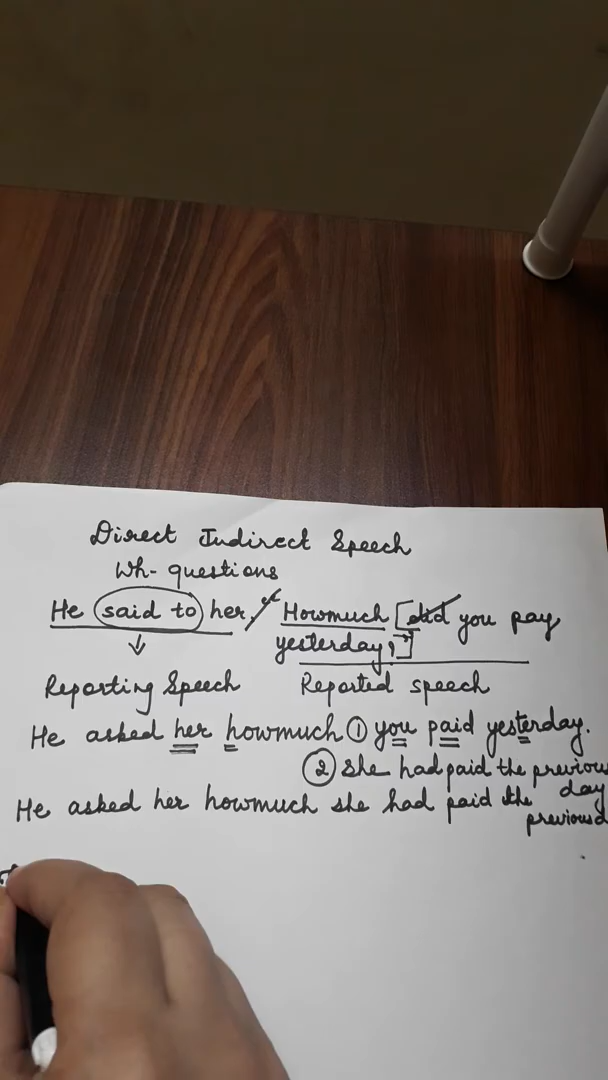 Direct Indirect Speech
Wh- questions
He said to her, " Howmuch [did you pay
yesterday?"]
Reporting Speech Reported speech
He asked her howmuch ① you paid yesterday.
② She had paid the previous
day
He asked her howmuch she had paid the
previous d